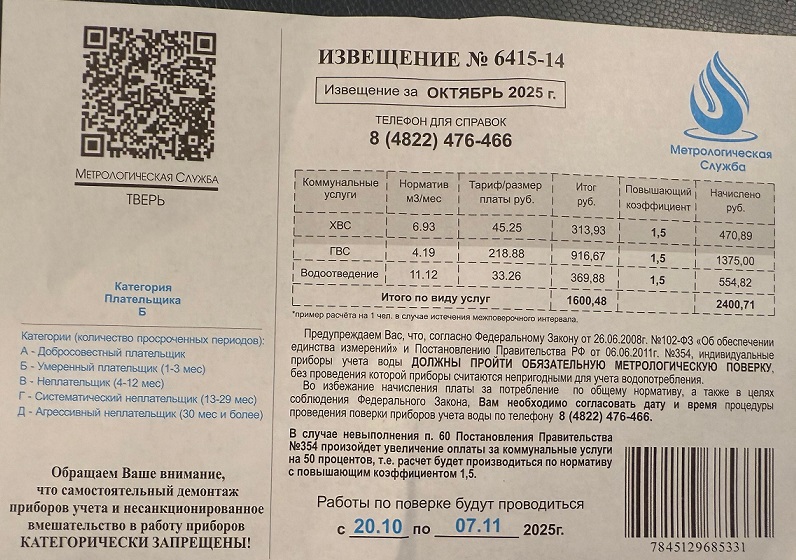 МЕТРОЛОГИЧЕСКАЯ СЛУЖБА
ТВЕРЬ
Категория
Плательщика
Б
Категории (количество просроченных периодов):
А - Добросовестный плательщик
Б - Умеренный плательщик (1-3 мес)
В - Неплательщик (4-12 мес)
Г - Систематический неплательщик (13-29 мес)
Д - Агрессивный неплательщик (30 мес и более)
Обращаем Ваше внимание,
что самостоятельный демонтаж
приборов учета и несанкционированное
вмешательство в работу приборов
КАТЕГОРИЧЕСКИ ЗАПРЕЩЕНЫ!
ИЗВЕЩЕНИЕ № 6415-14
Извещение за ОКТЯБРЬ 2025 г.
ТЕЛЕФОН ДЛЯ СПРАВОК
8 (4822) 476-466
Метрологическая
Служба
Коммунальные услуги Норматив м3/мес Тариф/размер платы руб. Итог руб. Повышающий коэффициент Начислено руб.
ХВС 6.93 45.25 313,93 1,5 470,89
ГВС 4.19 218.88 916,67 1,5 1375,00
Водоотведение 11.12 33.26 369,88 1,5 554,82
Итого по виду услуг 1600,48 2400,71
*пример расчёта на 1 чел. в случае истечения межповерочного интервала.
Предупреждаем Вас, что, согласно Федеральному Закону от 26.06.2008г. №102-ФЗ «Об обеспечении
единства измерений» и Постановлению Правительства РФ от 06.06.2011г. №354, индивидуальные
приборы учета воды ДОЛЖНЫ ПРОЙТИ ОБЯЗАТЕЛЬНУЮ МЕТРОЛОГИЧЕСКУЮ ПОВЕРКУ,
без проведения которой приборы считаются непригодными для учета водопотребления.
Во избежание начисления платы за потребление по общему нормативу, а также в целях
соблюдения Федерального Закона, Вам необходимо согласовать дату и время процедуры
проведения поверки приборов учета воды по телефону 8 (4822) 476-466.
В случае невыполнения п. 60 Постановления Правительства
№354 произойдет увеличение оплаты за коммунальные услуги
на 50 процентов, т.е. расчет будет производиться по нормативу
с повышающим коэффициентом 1,5.
Работы по поверке будут проводиться
с 20.10 по 07.11 2025г.
7845129685331